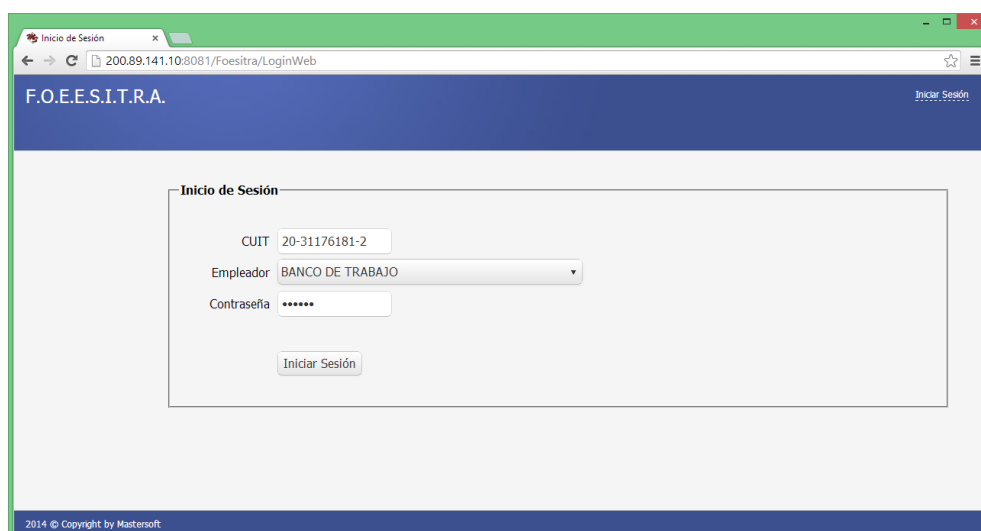 Inicio de Sesión
200.89.141.10:8081/Foesitra/LoginWeb
F.O.E.E.S.I.T.R.A.
Iniciar Sesión
Inicio de Sesión
CUIT 20-31176181-2
Empleador BANCO DE TRABAJO
Contraseña ••••••
Iniciar Sesión
2014 © Copyright by Mastersoft